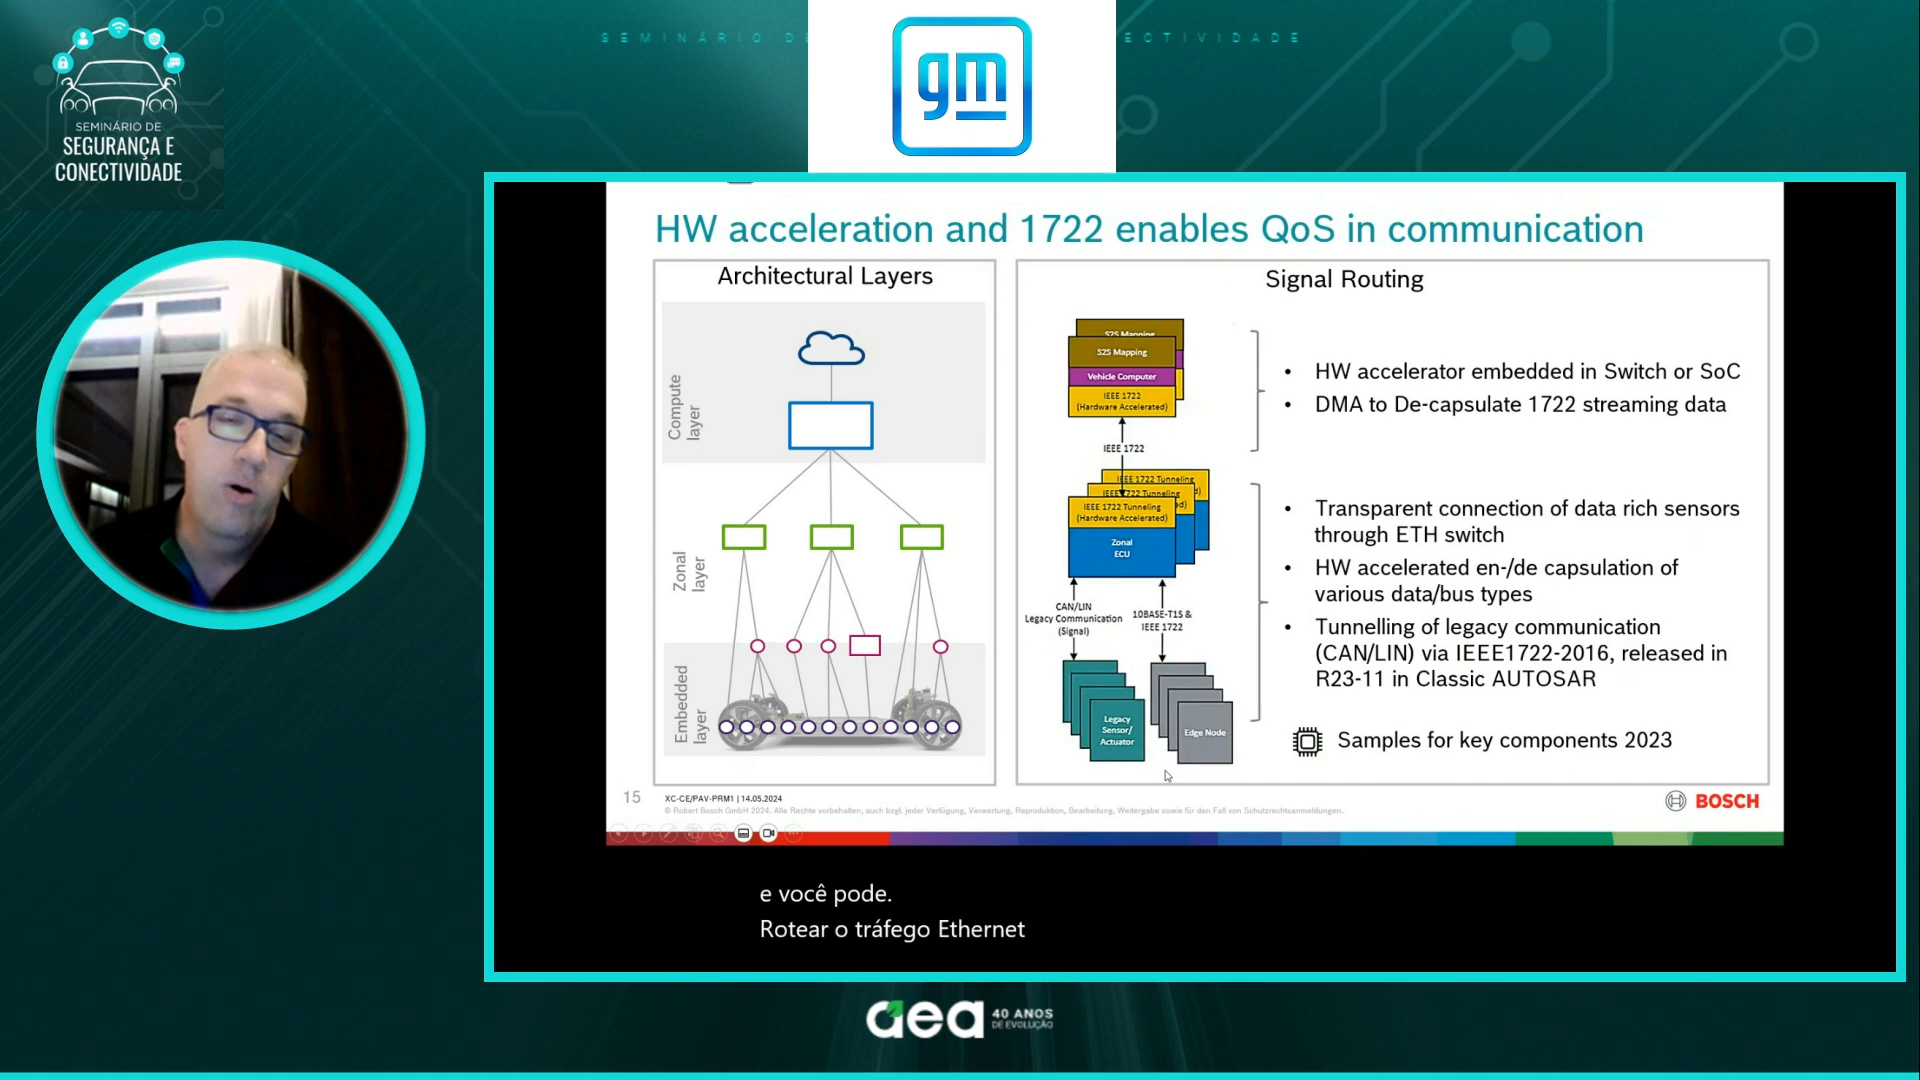 SEMINÁRIO DE
SEGURANÇA E
CONECTIVIDADE
SEMINÁRIO DE
ECTIVIDADE
gm
HW acceleration and 1722 enables QoS in communication
Architectural Layers
Compute
layer
Zonal
layer
Embedded
layer
Signal Routing
S2S Mapping
S2S Mapping
Vehicle Computer
IEEE 1722
(Hardware Accelerated)
IEEE 1722
IEEE 1722 Tunneling
IEEE 1722 Tunneling
IEEE 1722 Tunneling
(Hardware Accelerated)
Zonal
ECU
CAN/LIN
Legacy Communication
(Signal)
10BASE-T1S &
IEEE 1722
Legacy
Sensor/
Actuator
Edge Node
• HW accelerator embedded in Switch or SoC
• DMA to De-capsulate 1722 streaming data
• Transparent connection of data rich sensors
through ETH switch
• HW accelerated en-/de capsulation of
various data/bus types
• Tunnelling of legacy communication
(CAN/LIN) via IEEE1722-2016, released in
R23-11 in Classic AUTOSAR
Samples for key components 2023
15
XC-CE/PAV-PRM1 | 14.05.2024
© Robert Bosch GmbH 2024. Alle Rechte vorbehalten, auch bzgl. jeder Verfügung, Verwertung, Reproduktion, Bearbeitung, Weitergabe sowie für den Fall von Schutzrechtsanmeldungen.
BOSCH
e você pode.
Rotear o tráfego Ethernet
aea
40 ANOS
DE EVOLUÇÃO